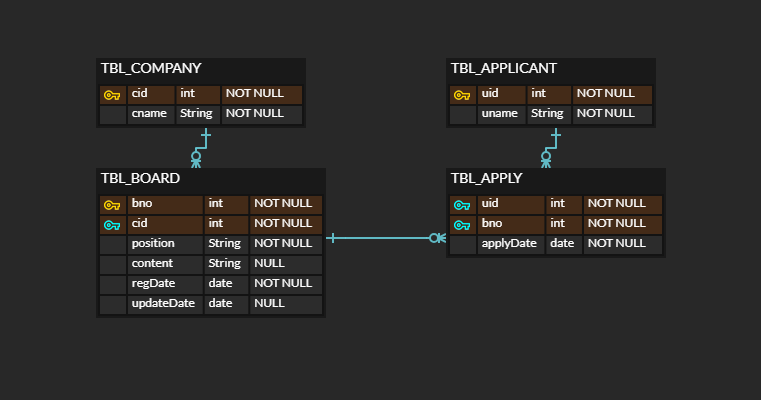 TBL_COMPANY
cid int NOT NULL
cname String NOT NULL
TBL_APPLICANT
uid int NOT NULL
uname String NOT NULL
TBL_BOARD
bno int NOT NULL
cid int NOT NULL
position String NOT NULL
content String NULL
regDate date NOT NULL
updateDate date NULL
TBL_APPLY
uid int NOT NULL
bno int NOT NULL
applyDate date NOT NULL